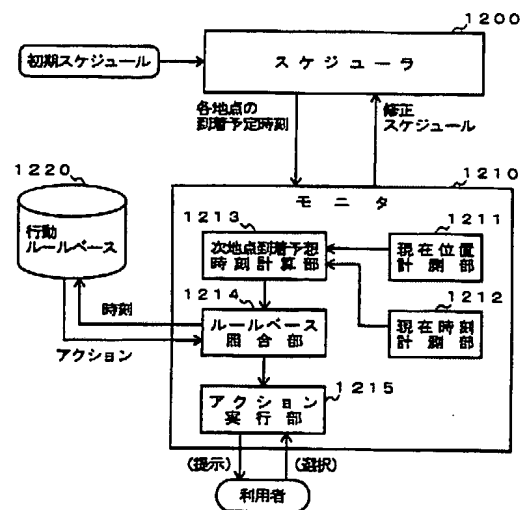 1200
初期スケジュール
スケジューラ
各地点の
到着予定時刻
修正
スケジュール
1220
1210
モニタ
行動
ルールベース
1213
次地点到着予想
時刻計算部
1211
現在位置
計測部
1214
時刻
ルールベース
照合部
1212
現在時刻
計測部
アクション
1215
アクション
実行部
(提示)
(選択)
利用者